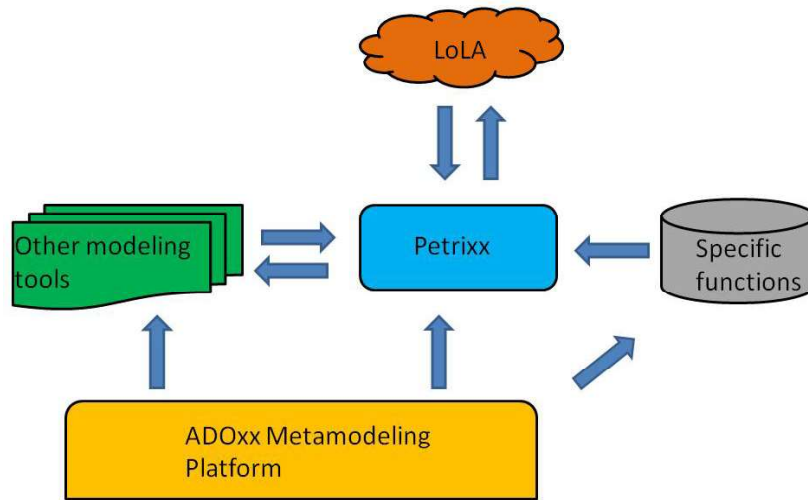 LoLA
Other modeling
tools
Petrixx
Specific
functions
ADOxx Metamodeling
Platform